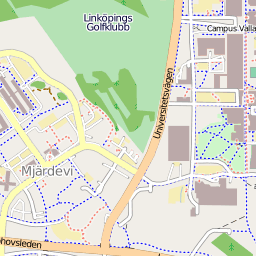 Linköpings
Golfklubb
Campus Valla
Universitetsvägen
Mjärdevi
hovsleden